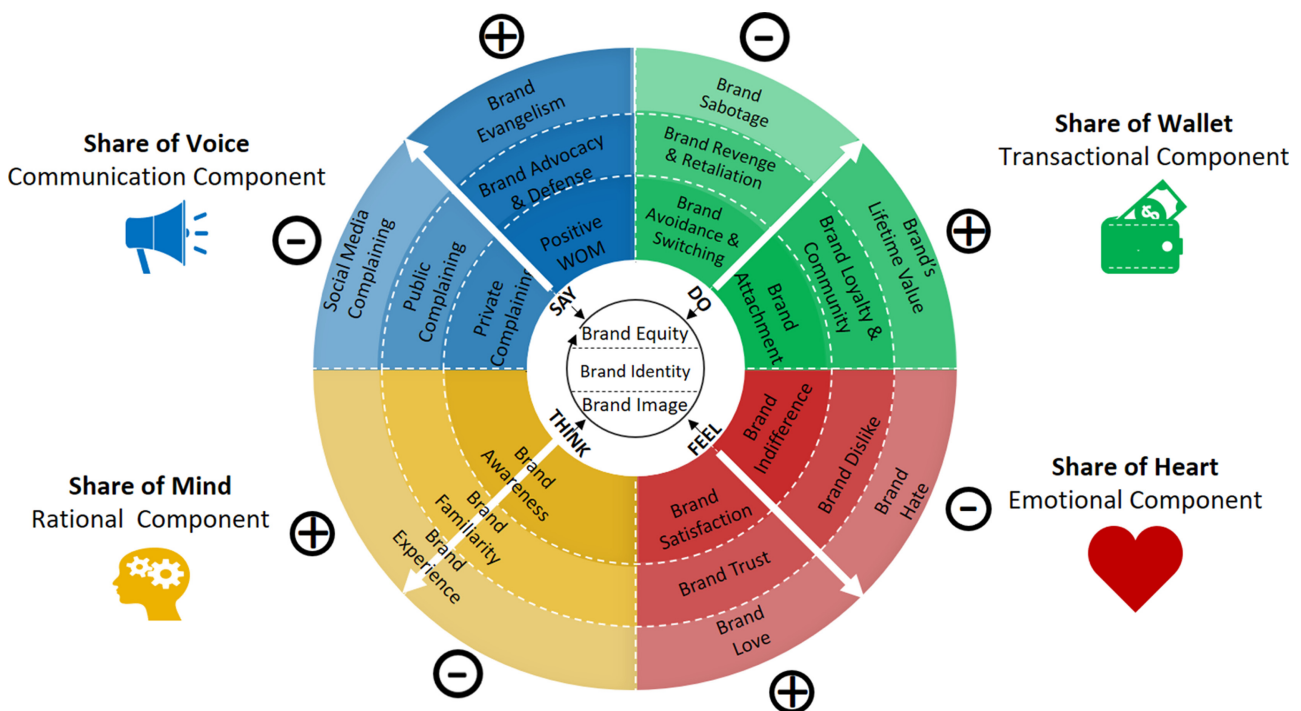 Share of Voice
Communication Component
Share of Wallet
Transactional Component
Share of Mind
Rational  Component
Share of Heart
Emotional Component
+
-
-
+
+
-
-
+
Brand
Evangelism
Brand Advocacy
& Defense
Positive
WOM
Social Media
Complaining
Public
Complaining
Private
Complaining
Brand
Sabotage
Brand Revenge
& Retaliation
Brand
Avoidance &
Switching
Brand's
Lifetime Value
Brand Loyalty &
Community
Brand
Attachment
SAY
DO
THINK
FEEL
Brand Equity
Brand Identity
Brand Image
Brand
Awareness
Brand
Familiarity
Brand
Experience
Brand
Indifference
Brand Dislike
Brand
Hate
Brand
Satisfaction
Brand Trust
Brand
Love